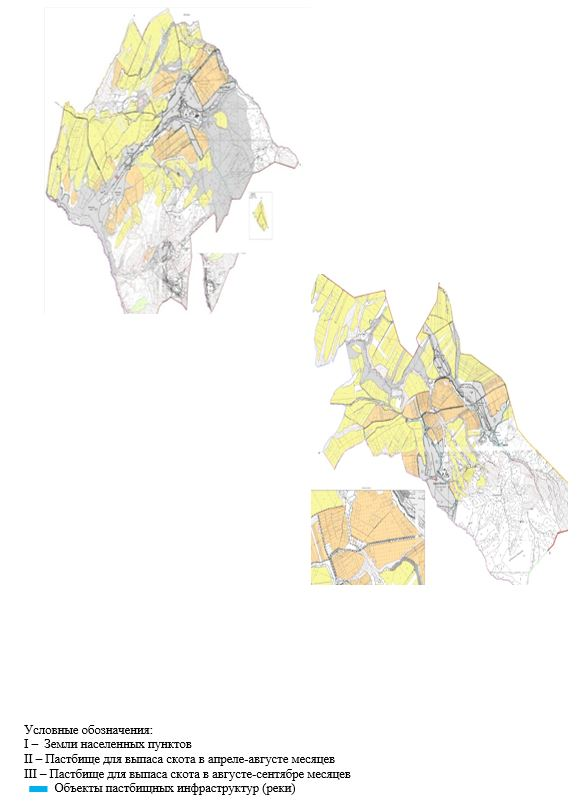 Условные обозначения:
I – Земли населенных пунктов
II – Пастбище для выпаса скота в апреле-августе месяцев
III – Пастбище для выпаса скота в августе-сентябре месяцев
Объекты пастбищных инфраструктур (реки)